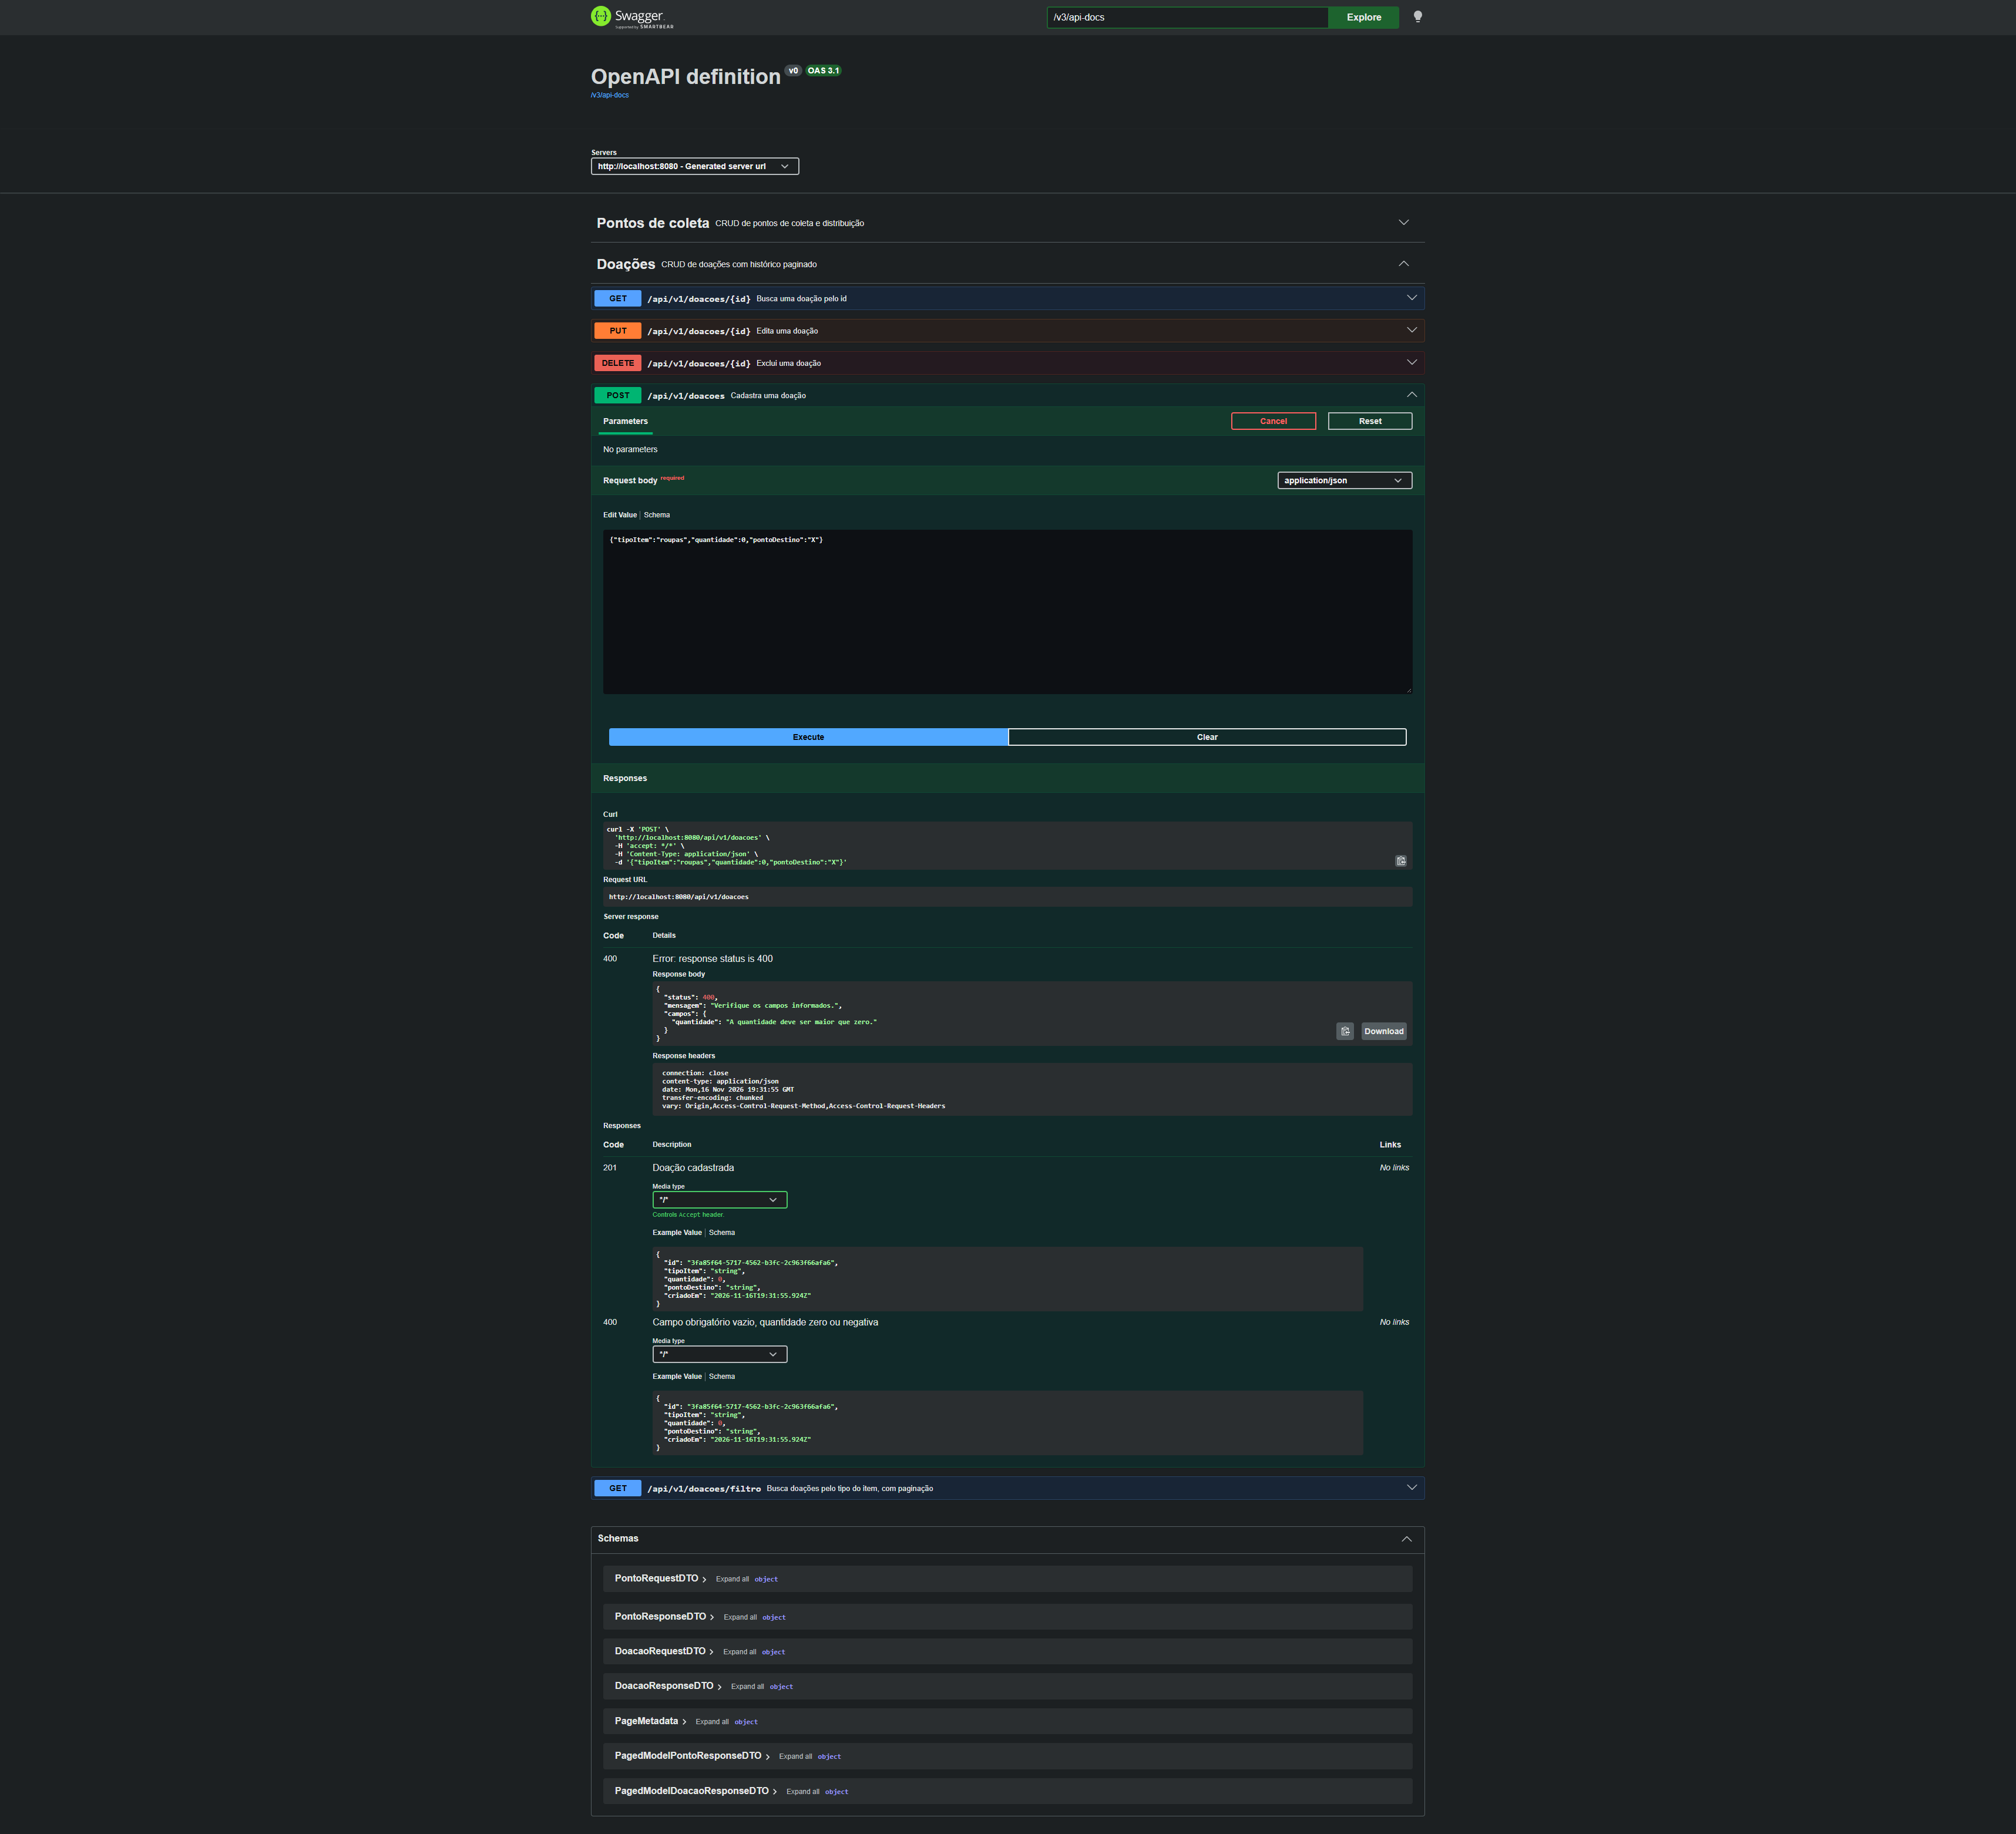 Swagger
Supported by SMARTBEAR
/v3/api-docs
Explore
OpenAPI definition v0 OAS 3.1
/v3/api-docs
Servers
http://localhost:8080 - Generated server url
Pontos de coleta CRUD de pontos de coleta e distribuição
Doações CRUD de doações com histórico paginado
GET /api/v1/doacoes/{id} Busca uma doação pelo id
PUT /api/v1/doacoes/{id} Edita uma doação
DELETE /api/v1/doacoes/{id} Exclui uma doação
POST /api/v1/doacoes Cadastra uma doação
Parameters Cancel Reset
No parameters
Request body required application/json
Edit Value | Schema
{"tipoItem":"roupas","quantidade":0,"pontoDestino":"X"}
Execute Clear
Responses
Curl
curl -X 'POST' \
'http://localhost:8080/api/v1/doacoes' \
-H 'accept: */*' \
-H 'Content-Type: application/json' \
-d '{"tipoItem":"roupas","quantidade":0,"pontoDestino":"X"}'
Request URL
http://localhost:8080/api/v1/doacoes
Server response
Code Details
400 Error: response status is 400
Response body
{
"status": 400,
"mensagem": "Verifique os campos informados.",
"campos": {
"quantidade": "A quantidade deve ser maior que zero."
}
}
Download
Response headers
connection: close
content-type: application/json
date: Mon,16 Nov 2026 19:31:55 GMT
transfer-encoding: chunked
vary: Origin,Access-Control-Request-Method,Access-Control-Request-Headers
Responses
Code Description Links
201 Doação cadastrada No links
Media type
*/*
Controls Accept header.
Example Value | Schema
{
"id": "3fa85f64-5717-4562-b3fc-2c963f66afa6",
"tipoItem": "string",
"quantidade": 0,
"pontoDestino": "string",
"criadoEm": "2026-11-16T19:31:55.924Z"
}
400 Campo obrigatório vazio, quantidade zero ou negativa No links
Media type
*/*
Example Value | Schema
{
"id": "3fa85f64-5717-4562-b3fc-2c963f66afa6",
"tipoItem": "string",
"quantidade": 0,
"pontoDestino": "string",
"criadoEm": "2026-11-16T19:31:55.924Z"
}
GET /api/v1/doacoes/filtro Busca doações pelo tipo do item, com paginação
Schemas
PontoRequestDTO Expand all object
PontoResponseDTO Expand all object
DoacaoRequestDTO Expand all object
DoacaoResponseDTO Expand all object
PageMetadata Expand all object
PagedModelPontoResponseDTO Expand all object
PagedModelDoacaoResponseDTO Expand all object